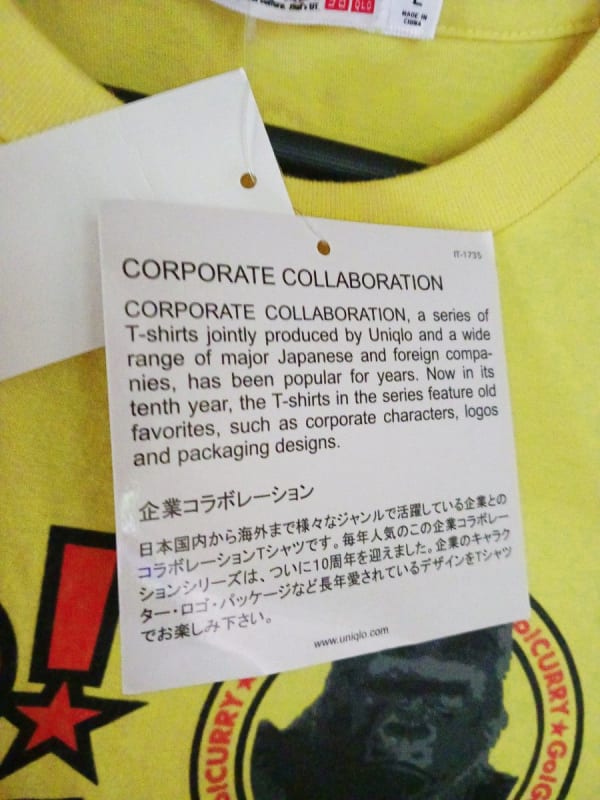 UNIQLO
MADE IN
CHINA
IT-1735
CORPORATE COLLABORATION
CORPORATE COLLABORATION, a series of
T-shirts jointly produced by Uniqlo and a wide
range of major Japanese and foreign compa-
nies, has been popular for years. Now in its
tenth year, the T-shirts in the series feature old
favorites, such as corporate characters, logos
and packaging designs.
企業コラボレーション
日本国内から海外まで様々なジャンルで活躍している企業との
コラボレーションTシャツです。毎年人気のこの企業コラボレー
ションシリーズは、ついに10周年を迎えました。企業のキャラク
ター・ロゴ・パッケージなど長年愛されているデザインをTシャツ
でお楽しみ下さい。
www.uniqlo.com
!
CURRY★Go!G
CURRY★